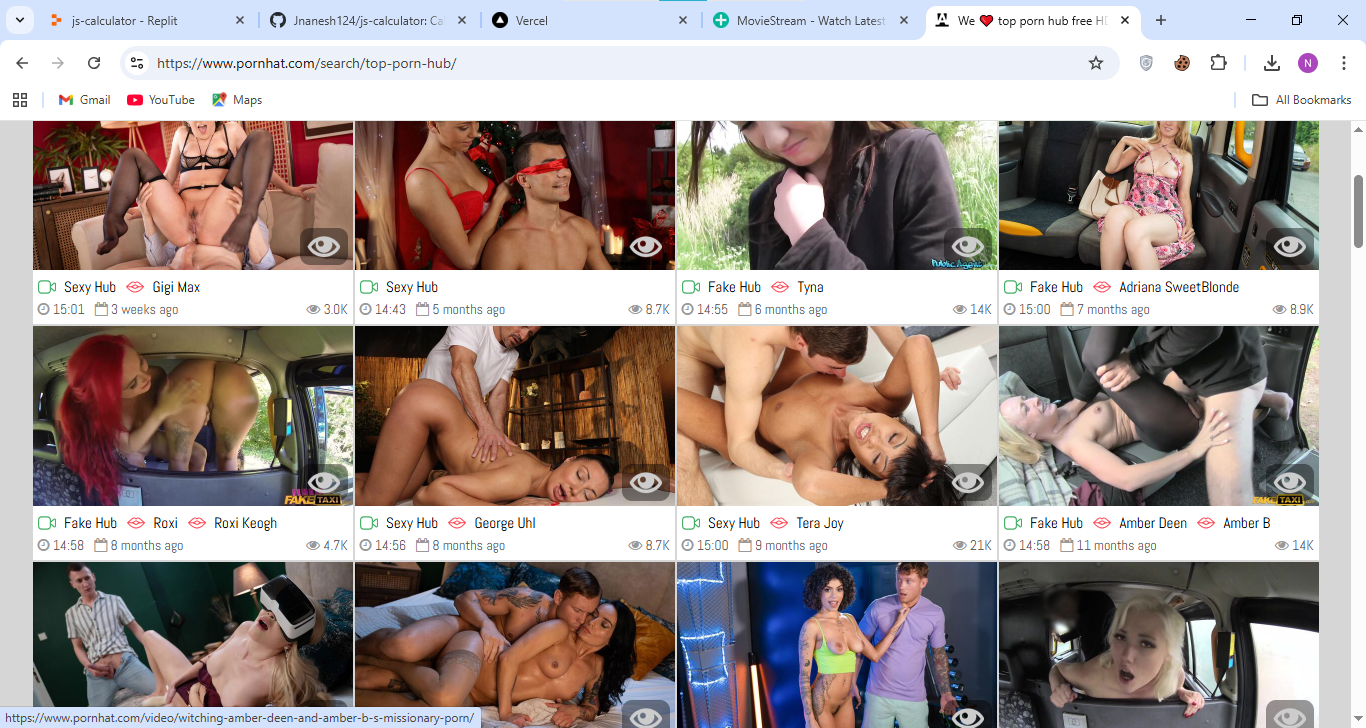 js-calculator - Replit
Jnanesh124/js-calculator: Ca
Vercel
MovieStream - Watch Latest
We ❤️ top porn hub free HD
https://www.pornhat.com/search/top-porn-hub/
N
Gmail
YouTube
Maps
All Bookmarks
Sexy Hub Gigi Max
15:01 3 weeks ago 3.0K
Sexy Hub
14:43 5 months ago 8.7K
Public Agent
Fake Hub Tyna
14:55 6 months ago 14K
Fake Hub Adriana SweetBlonde
15:00 7 months ago 8.9K
FAKE TAXI
Fake Hub Roxi Roxi Keogh
14:58 8 months ago 4.7K
Sexy Hub George Uhl
14:56 8 months ago 8.7K
Sexy Hub Tera Joy
15:00 9 months ago 21K
FAKE TAXI
Fake Hub Amber Deen Amber B
14:58 11 months ago 14K
https://www.pornhat.com/video/witching-amber-deen-and-amber-b-s-missionary-porn/